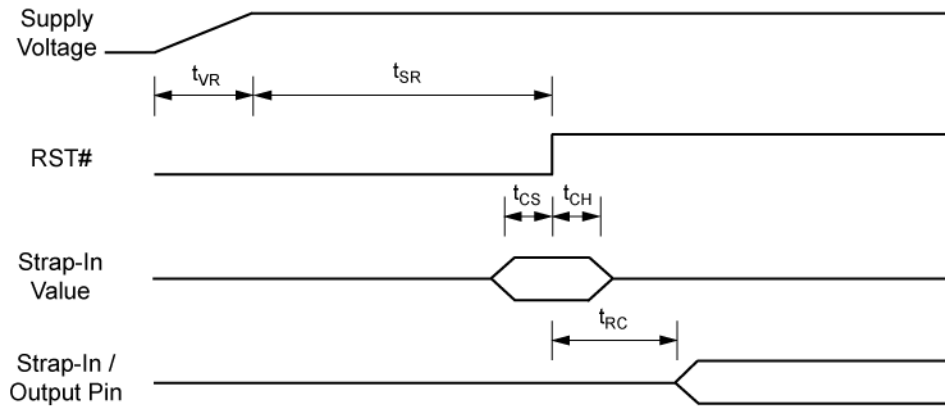 Supply
Voltage
tVR
tSR
RST#
tCS
tCH
Strap-In
Value
tRC
Strap-In /
Output Pin